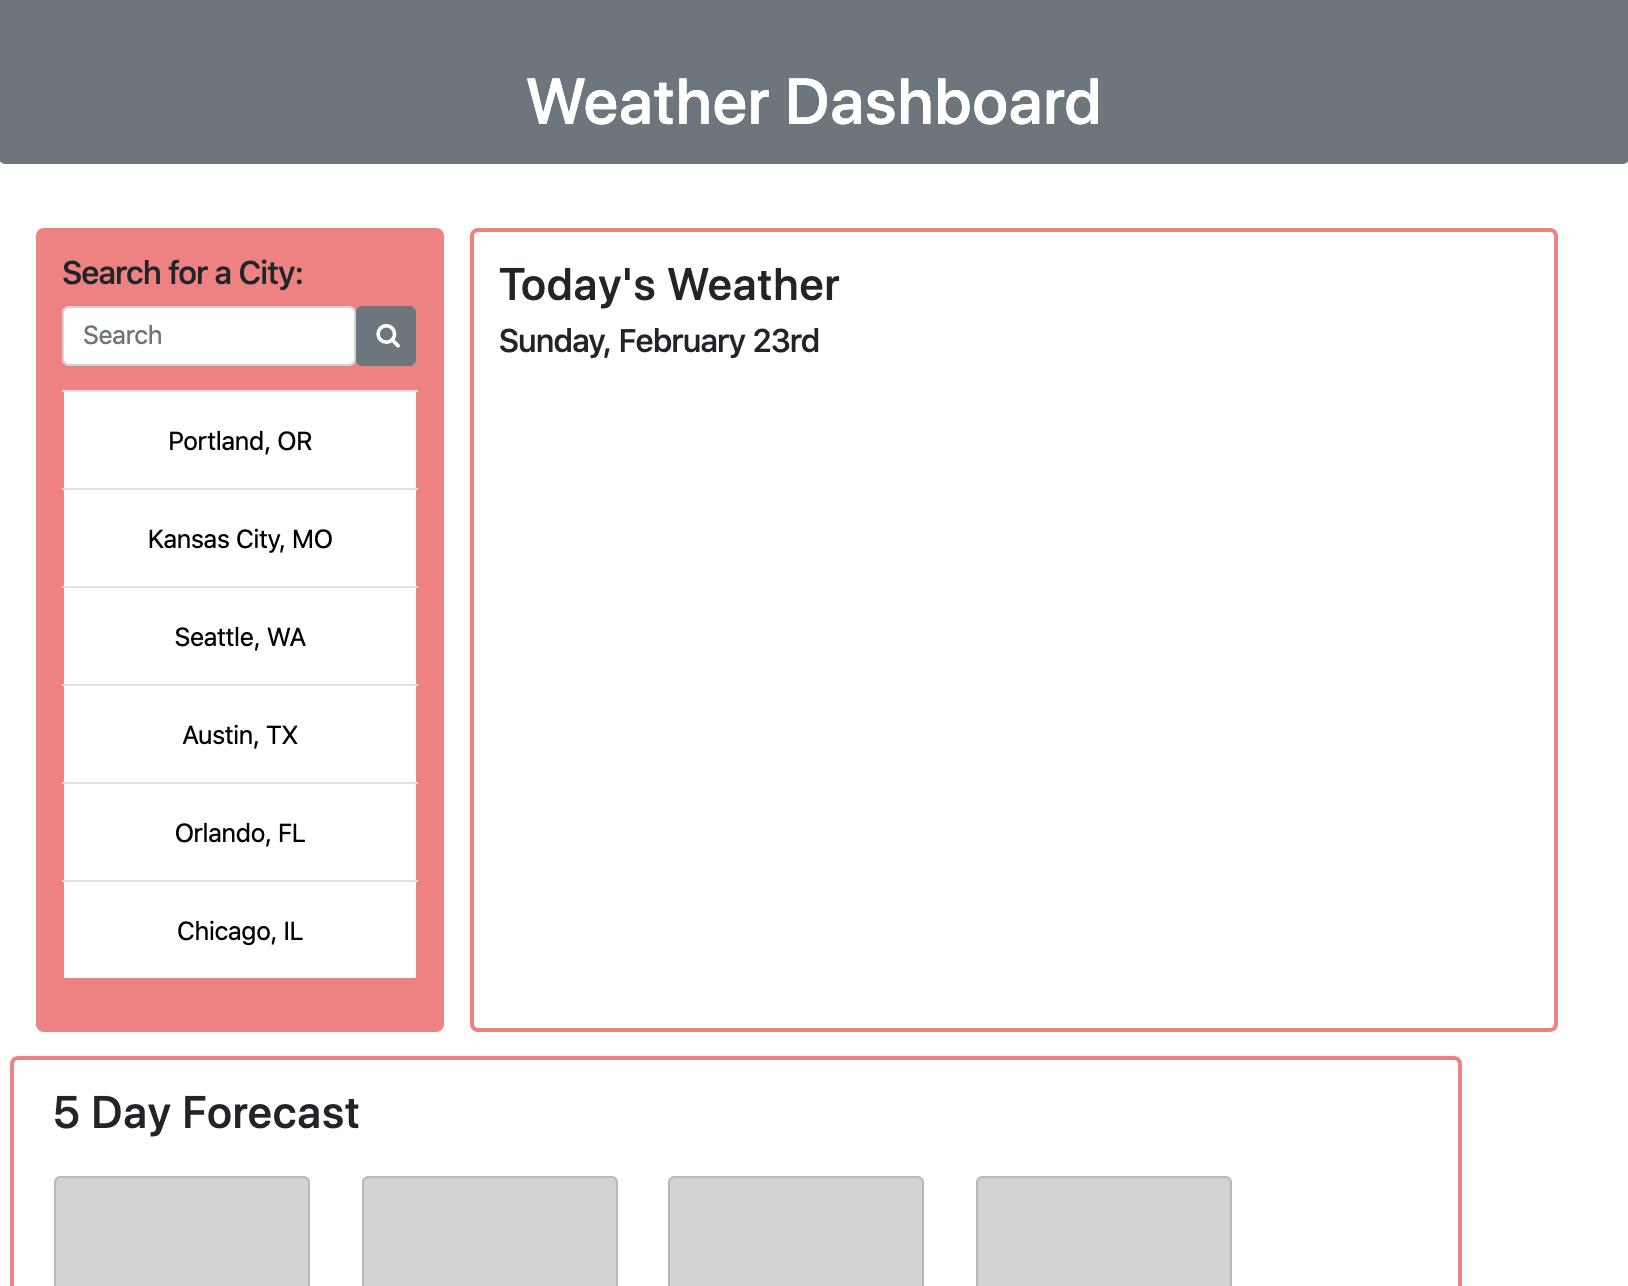 Weather Dashboard
Search for a City:
Search
Portland, OR
Kansas City, MO
Seattle, WA
Austin, TX
Orlando, FL
Chicago, IL
Today's Weather
Sunday, February 23rd
5 Day Forecast